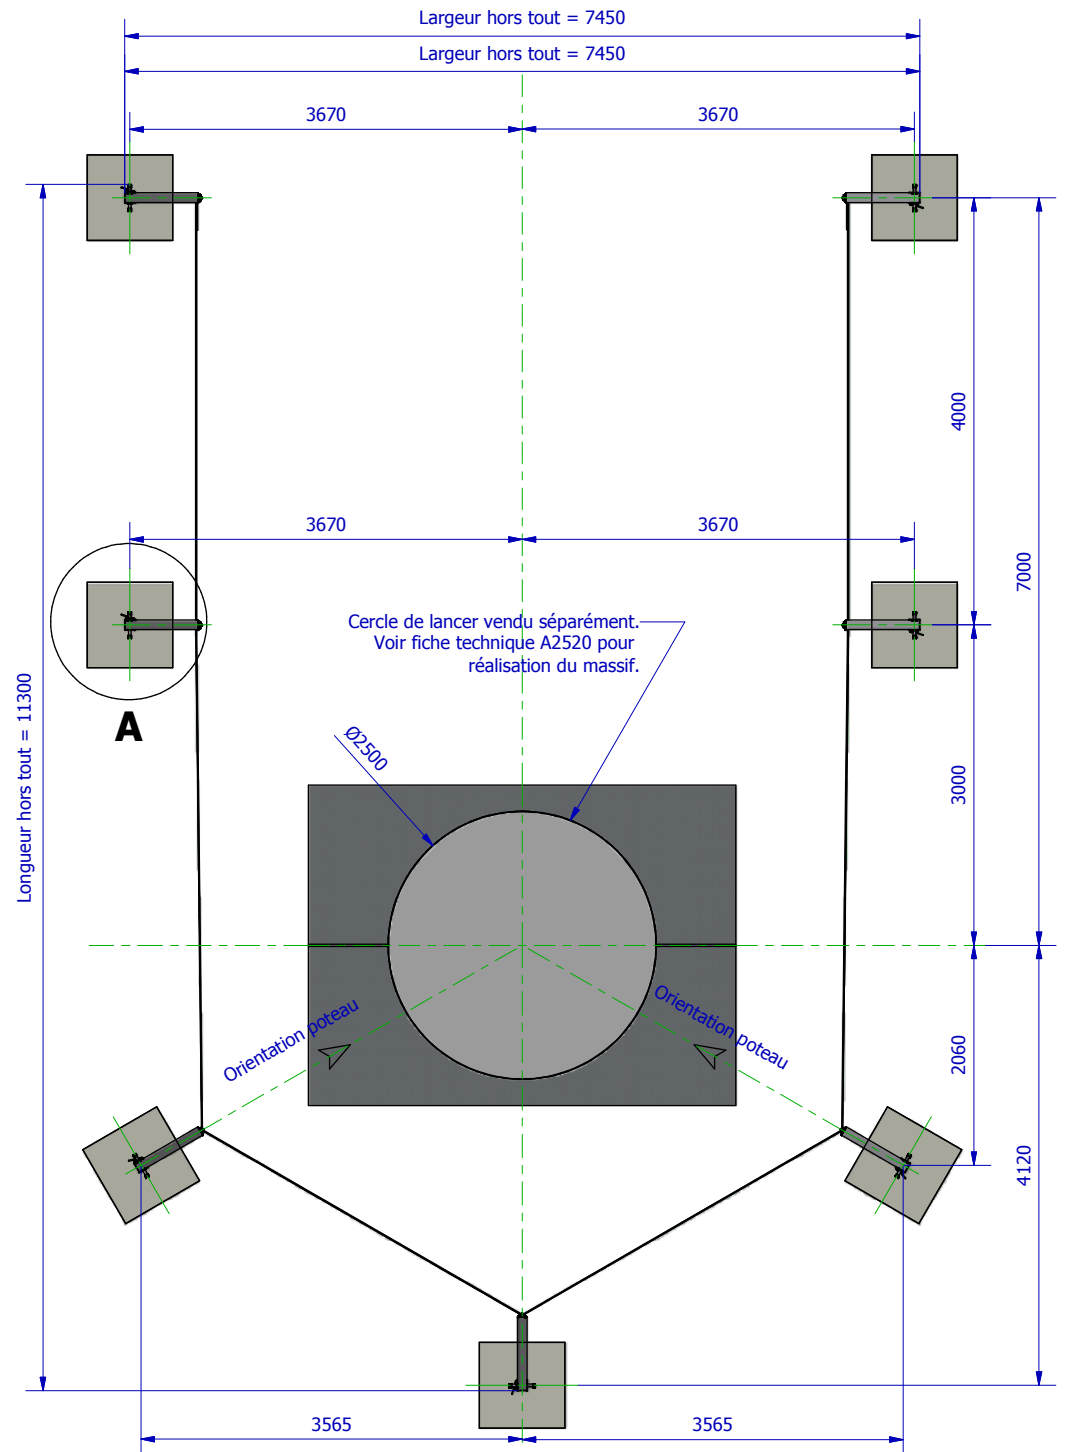 Largeur hors tout = 7450
Largeur hors tout = 7450
3670
3670
4000
7000
3670
3670
Cercle de lancer vendu séparément.
Voir fiche technique A2520 pour
réalisation du massif.
A
Longueur hors tout = 11300
Ø2500
3000
Orientation poteau
Orientation poteau
2060
4120
3565
3565